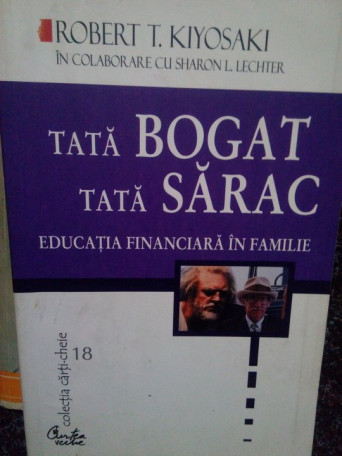 ROBERT T. KIYOSAKI
ÎN COLABORARE CU SHARON L. LECHTER
TATĂ BOGAT
TATĂ SĂRAC
EDUCAȚIA FINANCIARĂ ÎN FAMILIE
colecția cărți-cheie 18
Curtea veche